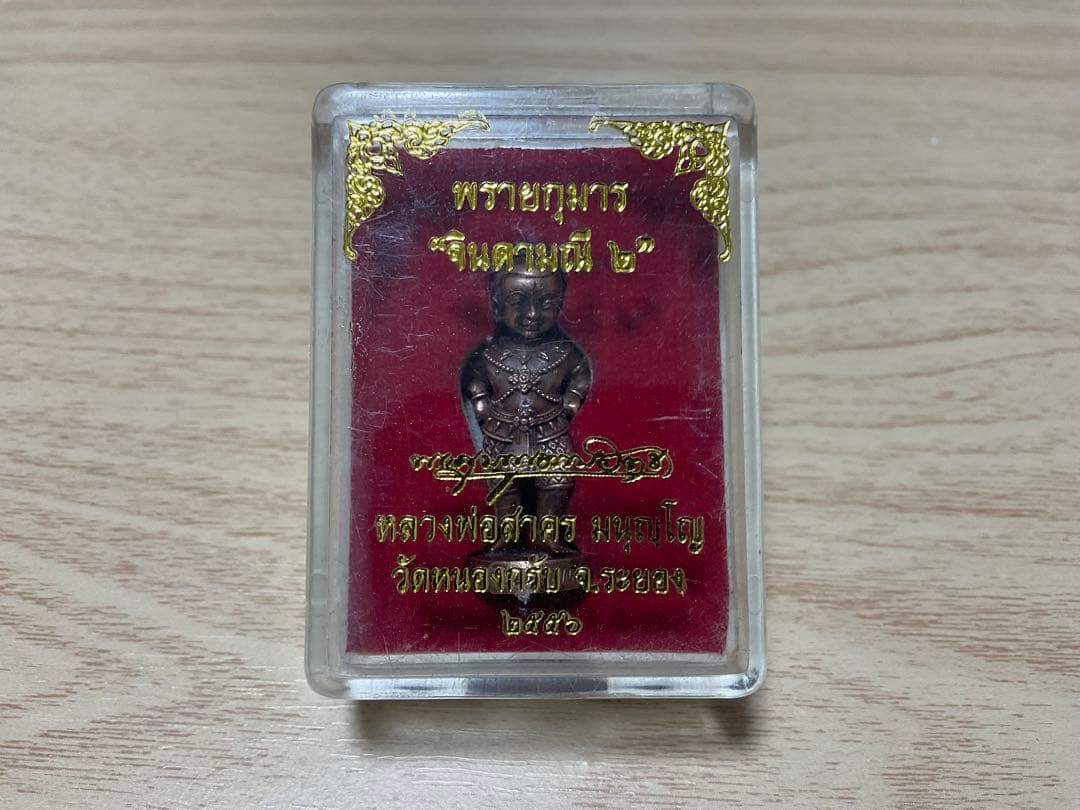 พรายกุมาร
“จินดามณี ๒”
หลวงพ่อสาคร มนุญฺโญ
วัดหนองกรับ จ.ระยอง
๒๕๕๖